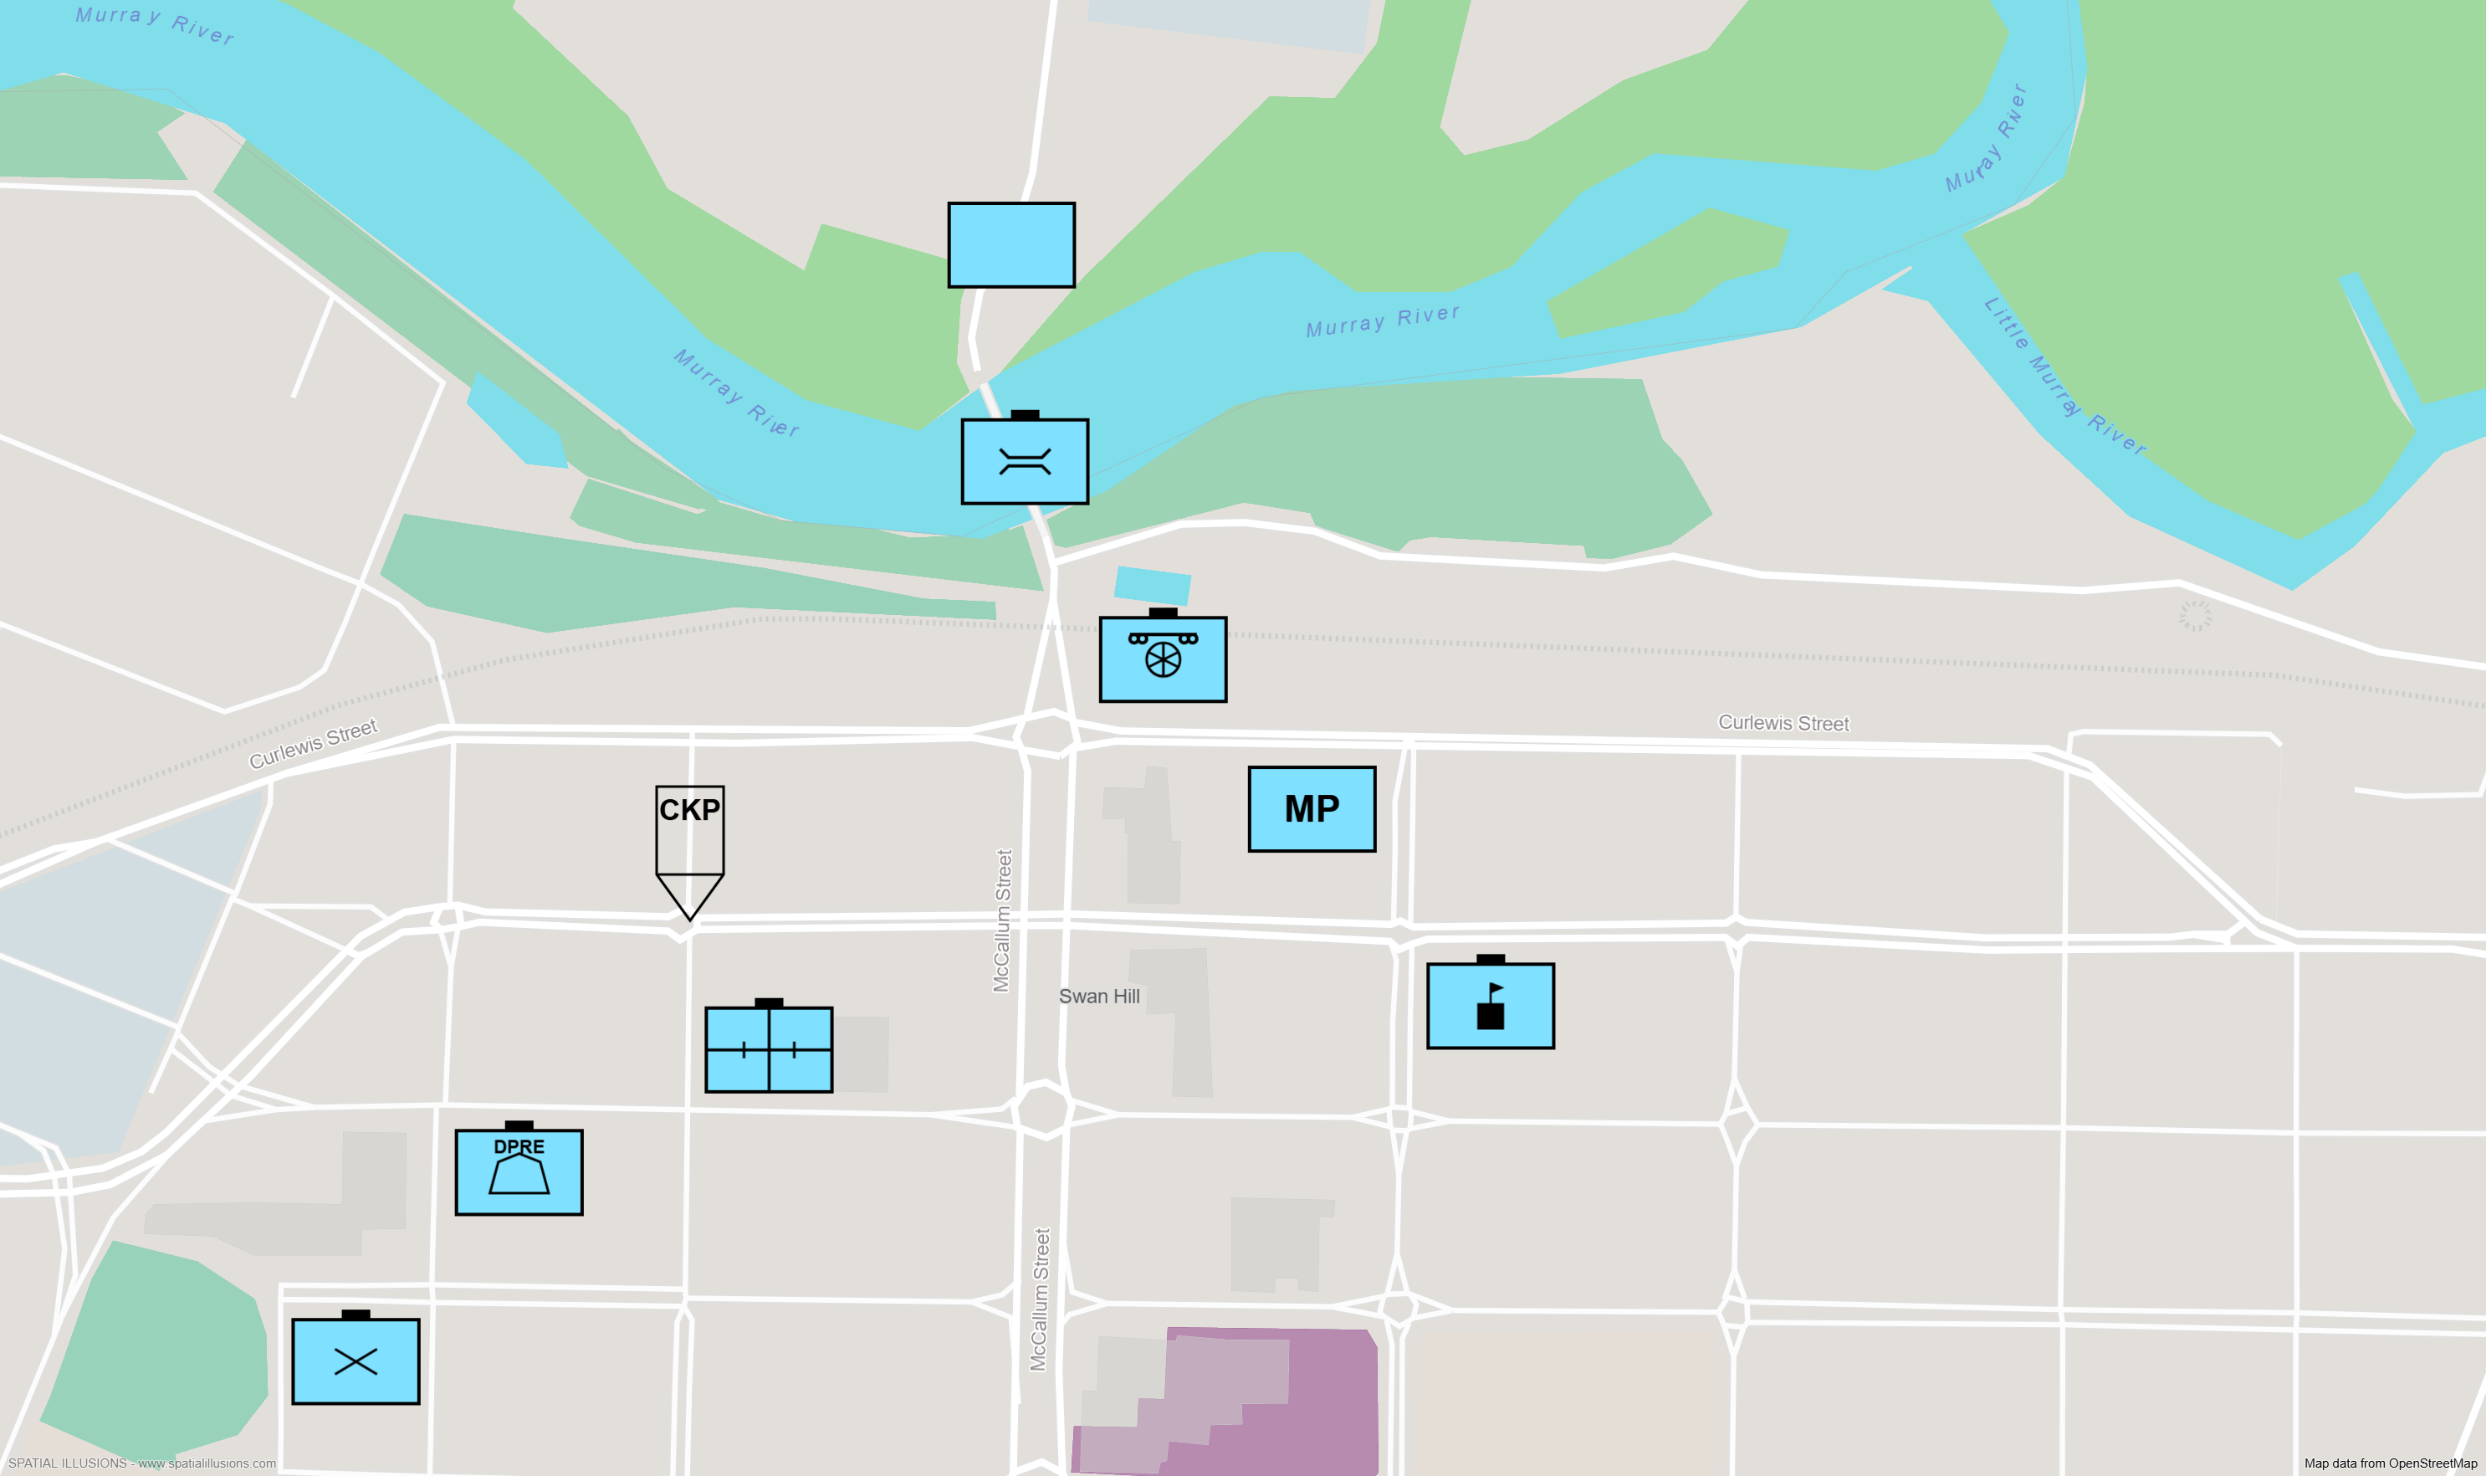 Murray River
Murray River
Murray River
Murray River
Little Murray River
Curlewis Street
Curlewis Street
CKP
MP
McCallum Street
Swan Hill
DPRE
McCallum Street
SPATIAL ILLUSIONS - www.spatialillusions.com
Map data from OpenStreetMap